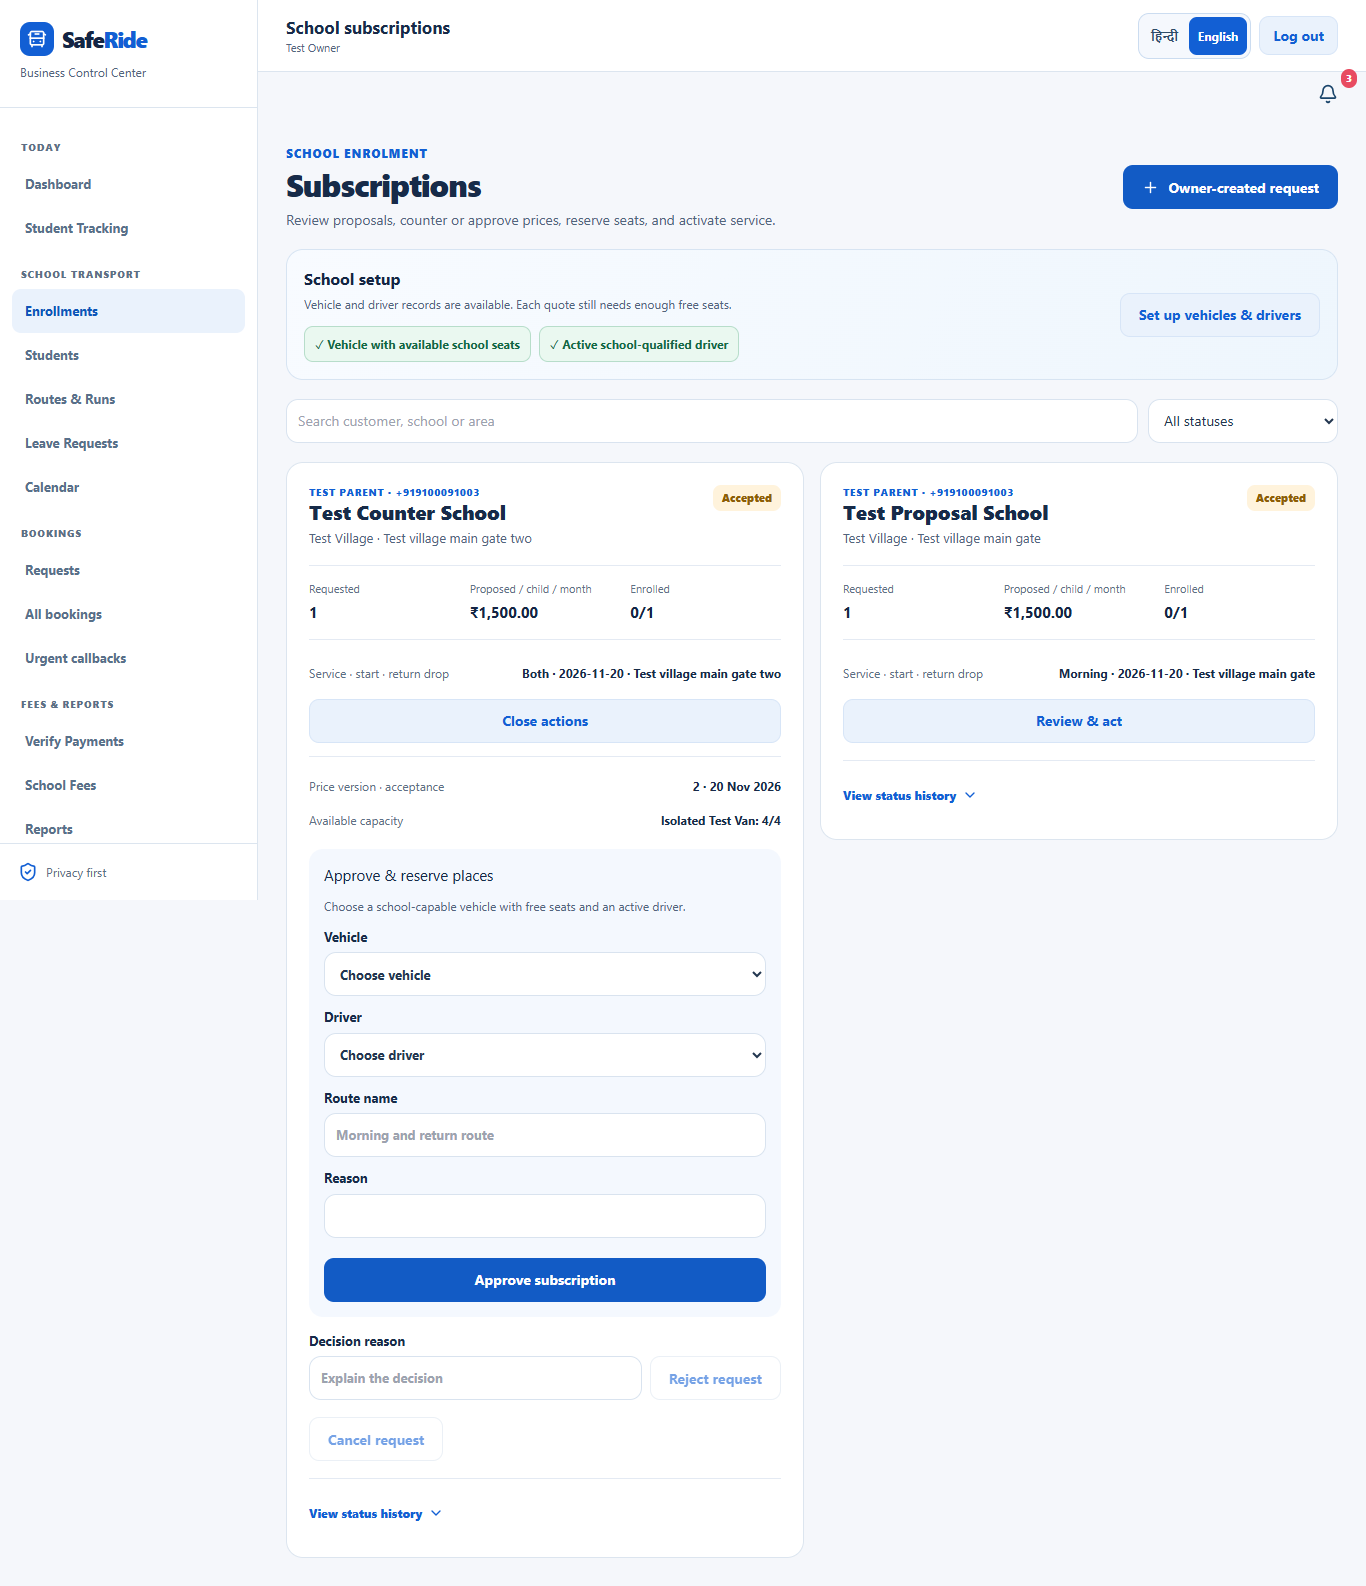 SafeRide
Business Control Center
TODAY
Dashboard
Student Tracking
SCHOOL TRANSPORT
Enrollments
Students
Routes & Runs
Leave Requests
Calendar
BOOKINGS
Requests
All bookings
Urgent callbacks
FEES & REPORTS
Verify Payments
School Fees
Reports
Privacy first
School subscriptions
Test Owner
हिन्दी
English
Log out
3
SCHOOL ENROLMENT
Subscriptions
Review proposals, counter or approve prices, reserve seats, and activate service.
+ Owner-created request
School setup
Vehicle and driver records are available. Each quote still needs enough free seats.
✓ Vehicle with available school seats
✓ Active school-qualified driver
Set up vehicles & drivers
Search customer, school or area
All statuses
TEST PARENT · +919100091003
Accepted
Test Counter School
Test Village · Test village main gate two
Requested
1
Proposed / child / month
₹1,500.00
Enrolled
0/1
Service · start · return drop
Both · 2026-11-20 · Test village main gate two
Close actions
Price version · acceptance
2 · 20 Nov 2026
Available capacity
Isolated Test Van: 4/4
Approve & reserve places
Choose a school-capable vehicle with free seats and an active driver.
Vehicle
Choose vehicle
Driver
Choose driver
Route name
Morning and return route
Reason
Approve subscription
Decision reason
Explain the decision
Reject request
Cancel request
View status history
TEST PARENT · +919100091003
Accepted
Test Proposal School
Test Village · Test village main gate
Requested
1
Proposed / child / month
₹1,500.00
Enrolled
0/1
Service · start · return drop
Morning · 2026-11-20 · Test village main gate
Review & act
View status history